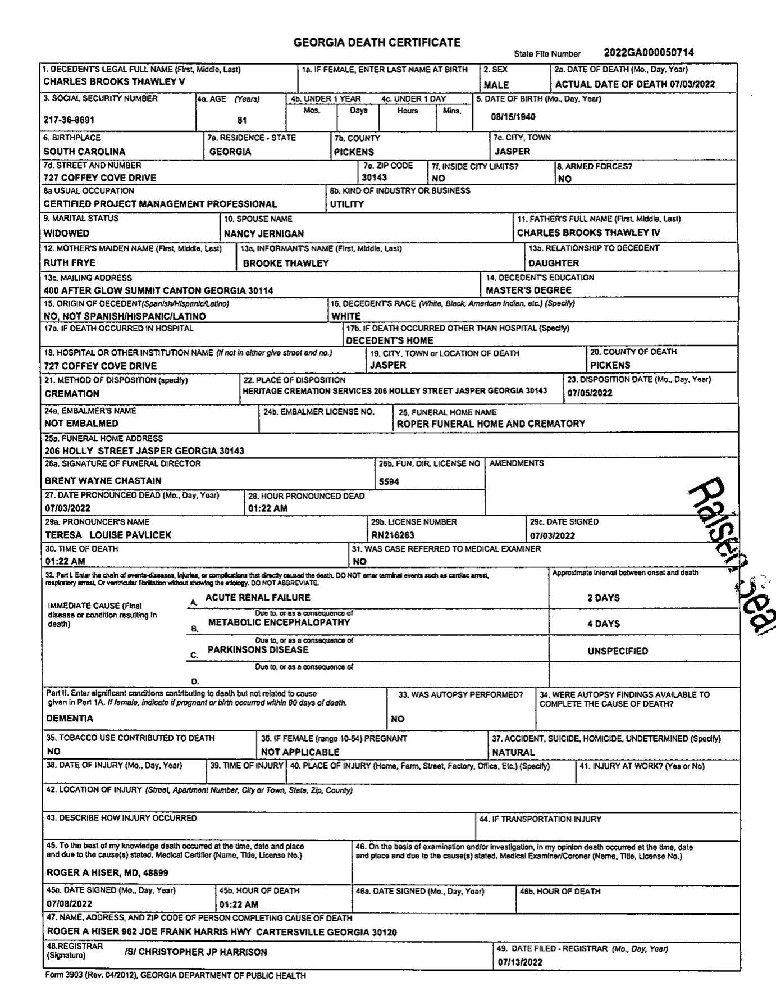 GEORGIA DEATH CERTIFICATE
State File Number 2022GA000050714
1. DECEDENT'S LEGAL FULL NAME (First, Middle, Last)
CHARLES BROOKS THAWLEY V
1a. IF FEMALE, ENTER LAST NAME AT BIRTH
2. SEX
MALE
2a. DATE OF DEATH (Mo., Day, Year)
ACTUAL DATE OF DEATH 07/03/2022
3. SOCIAL SECURITY NUMBER
217-36-8691
4a. AGE (Years)
81
4b. UNDER 1 YEAR
Mos. Days
4c. UNDER 1 DAY
Hours Mins.
5. DATE OF BIRTH (Mo., Day, Year)
08/15/1940
6. BIRTHPLACE
SOUTH CAROLINA
7a. RESIDENCE - STATE
GEORGIA
7b. COUNTY
PICKENS
7c. CITY, TOWN
JASPER
7d. STREET AND NUMBER
727 COFFEY COVE DRIVE
7e. ZIP CODE
30143
7f. INSIDE CITY LIMITS?
NO
8. ARMED FORCES?
NO
8a USUAL OCCUPATION
CERTIFIED PROJECT MANAGEMENT PROFESSIONAL
8b. KIND OF INDUSTRY OR BUSINESS
UTILITY
9. MARITAL STATUS
WIDOWED
10. SPOUSE NAME
NANCY JERNIGAN
11. FATHER'S FULL NAME (First, Middle, Last)
CHARLES BROOKS THAWLEY IV
12. MOTHER'S MAIDEN NAME (First, Middle, Last)
RUTH FRYE
13a. INFORMANT'S NAME (First, Middle, Last)
BROOKE THAWLEY
13b. RELATIONSHIP TO DECEDENT
DAUGHTER
13c. MAILING ADDRESS
400 AFTER GLOW SUMMIT CANTON GEORGIA 30114
14. DECEDENT'S EDUCATION
MASTER'S DEGREE
15. ORIGIN OF DECEDENT(Spanish/Hispanic/Latino)
NO, NOT SPANISH/HISPANIC/LATINO
16. DECEDENT'S RACE (White, Black, American Indian, etc.) (Specify)
WHITE
17a. IF DEATH OCCURRED IN HOSPITAL
17b. IF DEATH OCCURRED OTHER THAN HOSPITAL (Specify)
DECEDENT'S HOME
18. HOSPITAL OR OTHER INSTITUTION NAME (If not in either give street and no.)
727 COFFEY COVE DRIVE
19. CITY, TOWN or LOCATION OF DEATH
JASPER
20. COUNTY OF DEATH
PICKENS
21. METHOD OF DISPOSITION (specify)
CREMATION
22. PLACE OF DISPOSITION
HERITAGE CREMATION SERVICES 206 HOLLEY STREET JASPER GEORGIA 30143
23. DISPOSITION DATE (Mo., Day, Year)
07/05/2022
24a. EMBALMER'S NAME
NOT EMBALMED
24b. EMBALMER LICENSE NO.
25. FUNERAL HOME NAME
ROPER FUNERAL HOME AND CREMATORY
25a. FUNERAL HOME ADDRESS
206 HOLLY STREET JASPER GEORGIA 30143
26a. SIGNATURE OF FUNERAL DIRECTOR
BRENT WAYNE CHASTAIN
26b. FUN. DIR. LICENSE NO
5594
AMENDMENTS
27. DATE PRONOUNCED DEAD (Mo., Day, Year)
07/03/2022
28. HOUR PRONOUNCED DEAD
01:22 AM
29a. PRONOUNCER'S NAME
TERESA LOUISE PAVLICEK
29b. LICENSE NUMBER
RN216263
29c. DATE SIGNED
07/03/2022
Raisen Seal
30. TIME OF DEATH
01:22 AM
31. WAS CASE REFERRED TO MEDICAL EXAMINER
NO
32. Part I. Enter the chain of events-diseases, injuries, or complications that directly caused the death. DO NOT enter terminal events such as cardiac arrest,
respiratory arrest, Or ventricular fibrillation without showing the etiology. DO NOT ABBREVIATE.
Approximate interval between onset and death
IMMEDIATE CAUSE (Final
disease or condition resulting in
death)
A. ACUTE RENAL FAILURE
2 DAYS
Due to, or as a consequence of
B. METABOLIC ENCEPHALOPATHY
4 DAYS
Due to, or as a consequence of
C. PARKINSONS DISEASE
UNSPECIFIED
Due to, or as a consequence of
D.
Part II. Enter significant conditions contributing to death but not related to cause
given in Part 1A. If female, indicate if pregnant or birth occurred within 90 days of death.
DEMENTIA
33. WAS AUTOPSY PERFORMED?
NO
34. WERE AUTOPSY FINDINGS AVAILABLE TO
COMPLETE THE CAUSE OF DEATH?
35. TOBACCO USE CONTRIBUTED TO DEATH
NO
36. IF FEMALE (range 10-54) PREGNANT
NOT APPLICABLE
37. ACCIDENT, SUICIDE, HOMICIDE, UNDETERMINED (Specify)
NATURAL
38. DATE OF INJURY (Mo., Day, Year)
39. TIME OF INJURY
40. PLACE OF INJURY (Home, Farm, Street, Factory, Office, Etc.) (Specify)
41. INJURY AT WORK? (Yes or No)
42. LOCATION OF INJURY (Street, Apartment Number, City or Town, State, Zip, County)
43. DESCRIBE HOW INJURY OCCURRED
44. IF TRANSPORTATION INJURY
45. To the best of my knowledge death occurred at the time, date and place
and due to the cause(s) stated. Medical Certifier (Name, Title, License No.)
ROGER A HISER, MD, 48899
46. On the basis of examination and/or investigation, in my opinion death occurred at the time, date
and place and due to the cause(s) stated. Medical Examiner/Coroner (Name, Title, License No.)
45a. DATE SIGNED (Mo., Day, Year)
07/08/2022
45b. HOUR OF DEATH
01:22 AM
46a. DATE SIGNED (Mo., Day, Year)
46b. HOUR OF DEATH
47. NAME, ADDRESS, AND ZIP CODE OF PERSON COMPLETING CAUSE OF DEATH
ROGER A HISER 962 JOE FRANK HARRIS HWY CARTERSVILLE GEORGIA 30120
48.REGISTRAR
(Signature)
/S/ CHRISTOPHER JP HARRISON
49. DATE FILED - REGISTRAR (Mo., Day, Year)
07/13/2022
Form 3903 (Rev. 04/2012), GEORGIA DEPARTMENT OF PUBLIC HEALTH